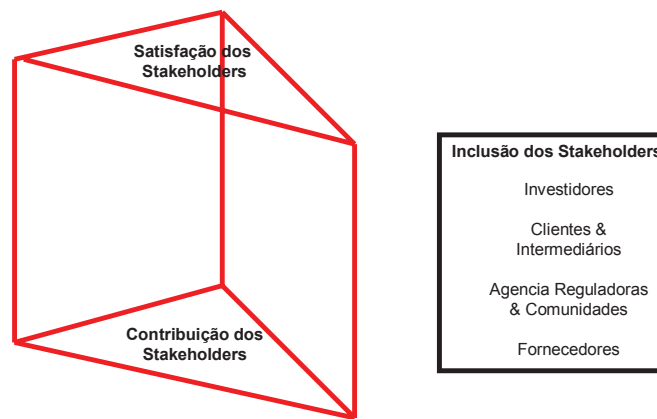 Satisfação dos
Stakeholders
Contribuição dos
Stakeholders
Inclusão dos Stakeholders
Investidores
Clientes &
Intermediários
Agencia Reguladoras
& Comunidades
Fornecedores